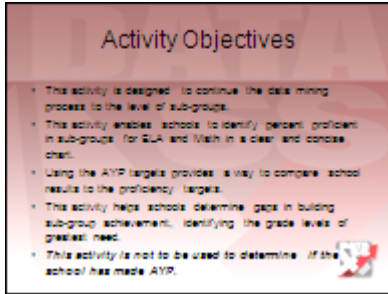 Activity Objectives
This activity is designed to continue the data mining
process to the level of sub-groups.
This activity enables schools to identify percent proficient
in sub-groups for ELA and Math in a clear and concise
chart.
Using the AYP targets provides a way to compare school
results to the proficiency targets.
This activity helps schools determine gaps in building
sub-group achievement, identifying the grade levels of
greatest need.
This activity is not to be used to determine if the
school has made AYP.